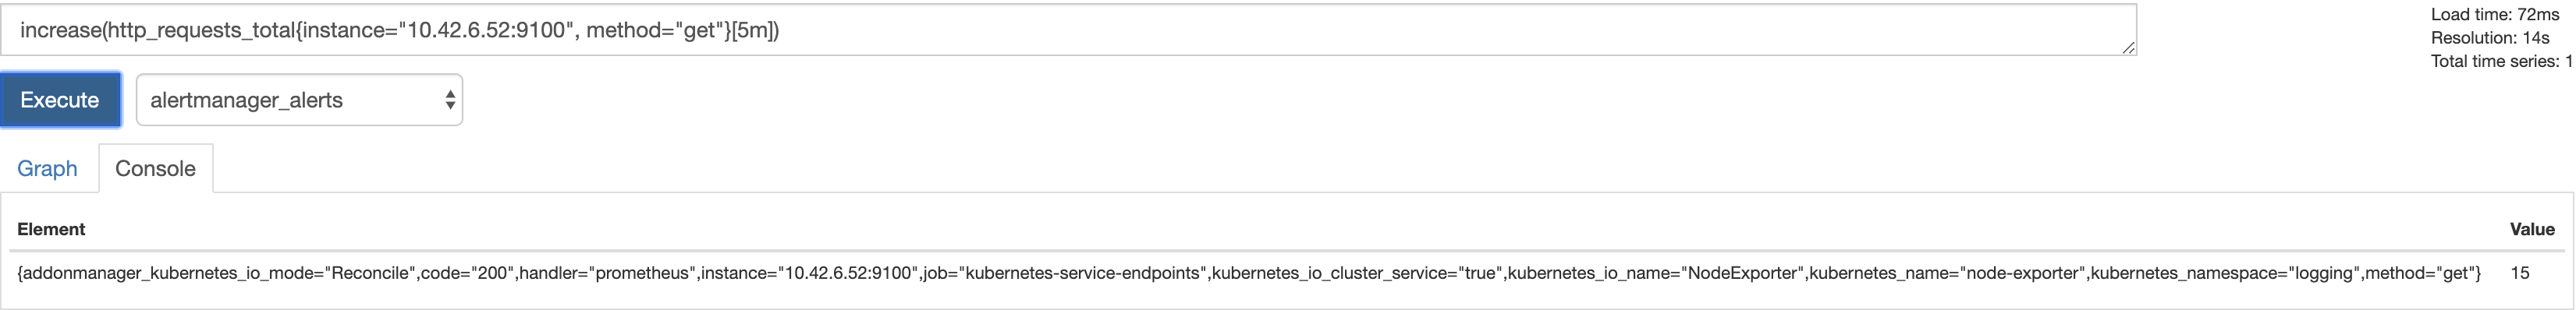 increase(http_requests_total{instance="10.42.6.52:9100", method="get"}[5m])
Load time: 72ms
Resolution: 14s
Total time series: 1
Execute
alertmanager_alerts
Graph
Console
Element
Value
{addonmanager_kubernetes_io_mode="Reconcile",code="200",handler="prometheus",instance="10.42.6.52:9100",job="kubernetes-service-endpoints",kubernetes_io_cluster_service="true",kubernetes_io_name="NodeExporter",kubernetes_name="node-exporter",kubernetes_namespace="logging",method="get"}
15